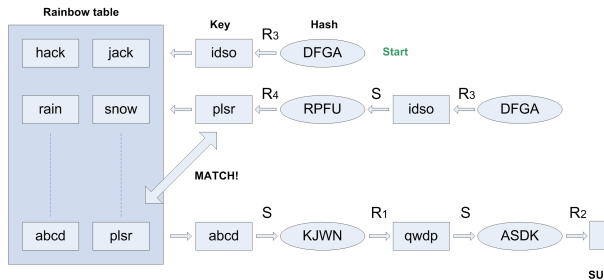 Rainbow table
Key Hash
hack jack idso R3 DFGA Start
rain snow plsr R4 RPFU S idso R3 DFGA
MATCH!
abcd plsr abcd S KJWN R1 qwdp S ASDK R2
SU